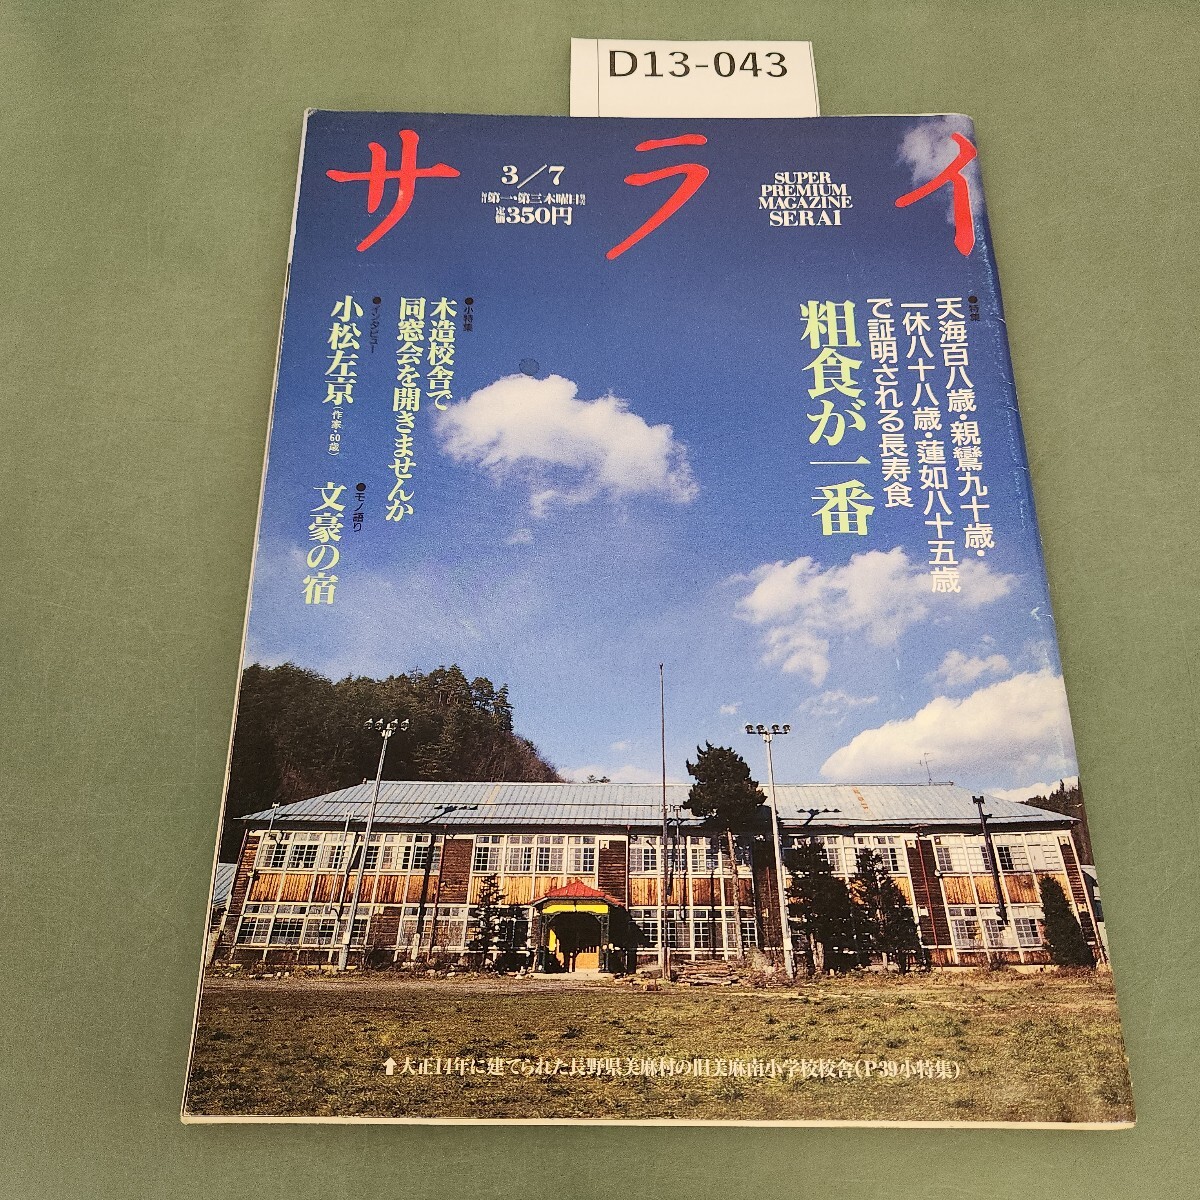 D13-043
サライ
3/7
毎月第一・第三木曜日発売
定価350円
SUPER
PREMIUM
MAGAZINE
SERAI
●特集
天海百八歳・親鸞九十歳・
一休八十八歳・蓮如八十五歳
で証明される長寿食
粗食が一番
●小特集
木造校舎で
同窓会を開きませんか
●インタビュー
小松左京(作家・60歳)
●モノ語り
文豪の宿
⬆大正14年に建てられた長野県美麻村の旧美麻南小学校校舎(P39小特集)